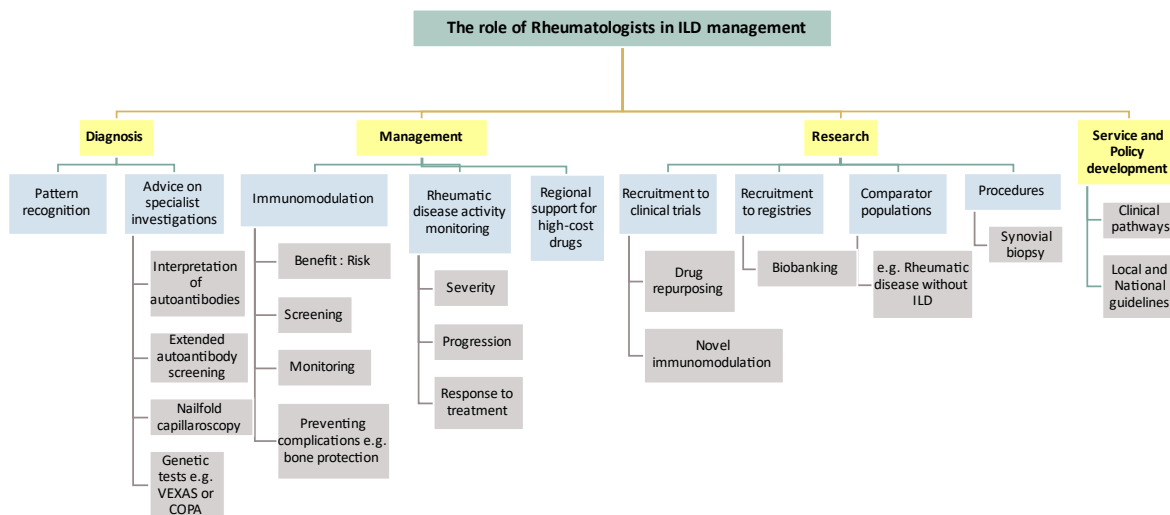 The role of Rheumatologists in ILD management
Diagnosis
Management
Research
Service and
Policy
development
Pattern
recognition
Advice on
specialist
investigations
Immunomodulation
Rheumatic
disease activity
monitoring
Regional
support for
high-cost
drugs
Recruitment to
clinical trials
Recruitment
to registries
Comparator
populations
Procedures
Interpretation
of
autoantibodies
Extended
autoantibody
screening
Nailfold
capillaroscopy
Genetic
tests e.g.
VEXAS or
COPA
Benefit : Risk
Screening
Monitoring
Preventing
complications e.g.
bone protection
Severity
Progression
Response to
treatment
Drug
repurposing
Novel
immunomodulation
Biobanking
e.g. Rheumatic
disease without
ILD
Synovial
biopsy
Clinical
pathways
Local and
National
guidelines